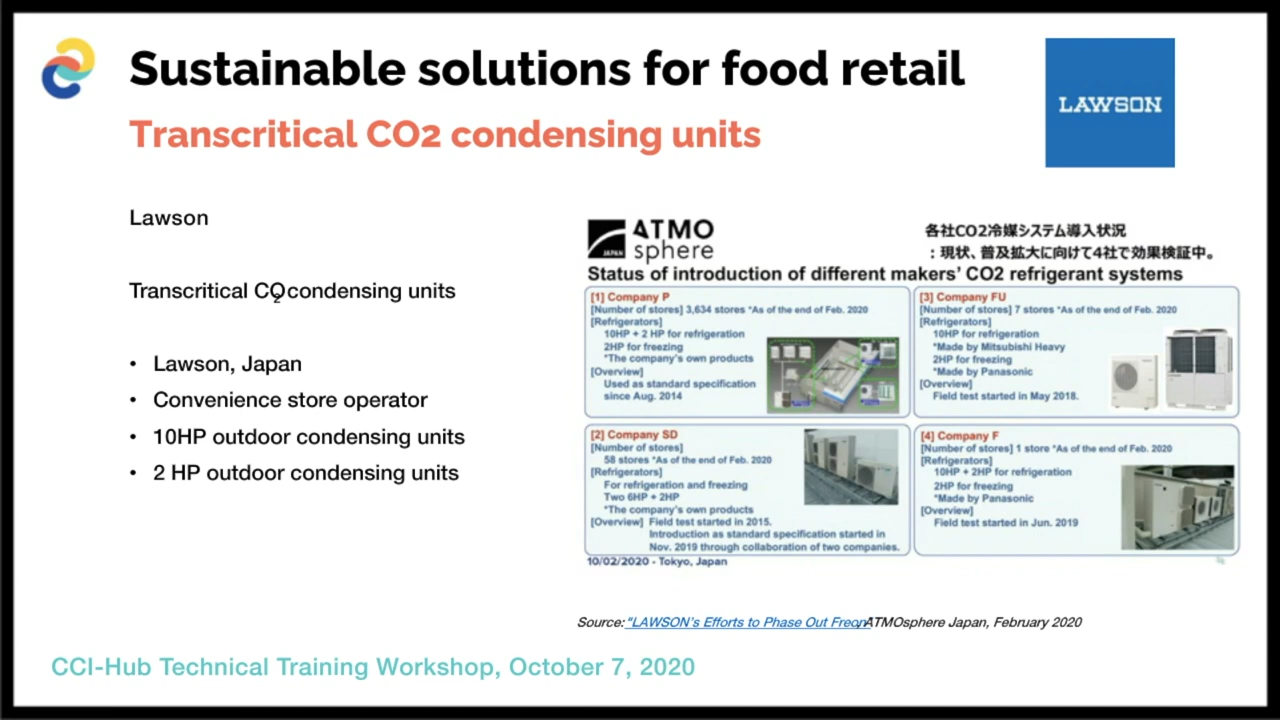 Sustainable solutions for food retail
LAWSON
Transcritical CO2 condensing units
Lawson
Transcritical CO2 condensing units
• Lawson, Japan
• Convenience store operator
• 10HP outdoor condensing units
• 2 HP outdoor condensing units
ATMO
sphere
JAPAN
各社CO2冷媒システム導入状況
：現状、普及拡大に向けて4社で効果検証中。
Status of introduction of different makers’ CO2 refrigerant systems
[1] Company P
[Number of stores] 3,634 stores *As of the end of Feb. 2020
[Refrigerators]
10HP + 2 HP for refrigeration
2HP for freezing
*The company’s own products
[Overview]
Used as standard specification
since Aug. 2014
[3] Company FU
[Number of stores] 7 stores *As of the end of Feb. 2020
[Refrigerators]
10HP for refrigeration
*Made by Mitsubishi Heavy
2HP for freezing
*Made by Panasonic
[Overview]
Field test started in May 2018.
[2] Company SD
[Number of stores]
58 stores *As of the end of Feb. 2020
[Refrigerators]
For refrigeration and freezing
Two 6HP + 2HP
*The company’s own products
[Overview] Field test started in 2015.
Introduction as standard specification started in
Nov. 2019 through collaboration of two companies.
[4] Company F
[Number of stores] 1 store *As of the end of Feb. 2020
[Refrigerators]
10HP + 2HP for refrigeration
2HP for freezing
*Made by Panasonic
[Overview]
Field test started in Jun. 2019
10/02/2020 - Tokyo, Japan
Source: “LAWSON’s Efforts to Phase Out Freon”, ATMOsphere Japan, February 2020
CCI-Hub Technical Training Workshop, October 7, 2020